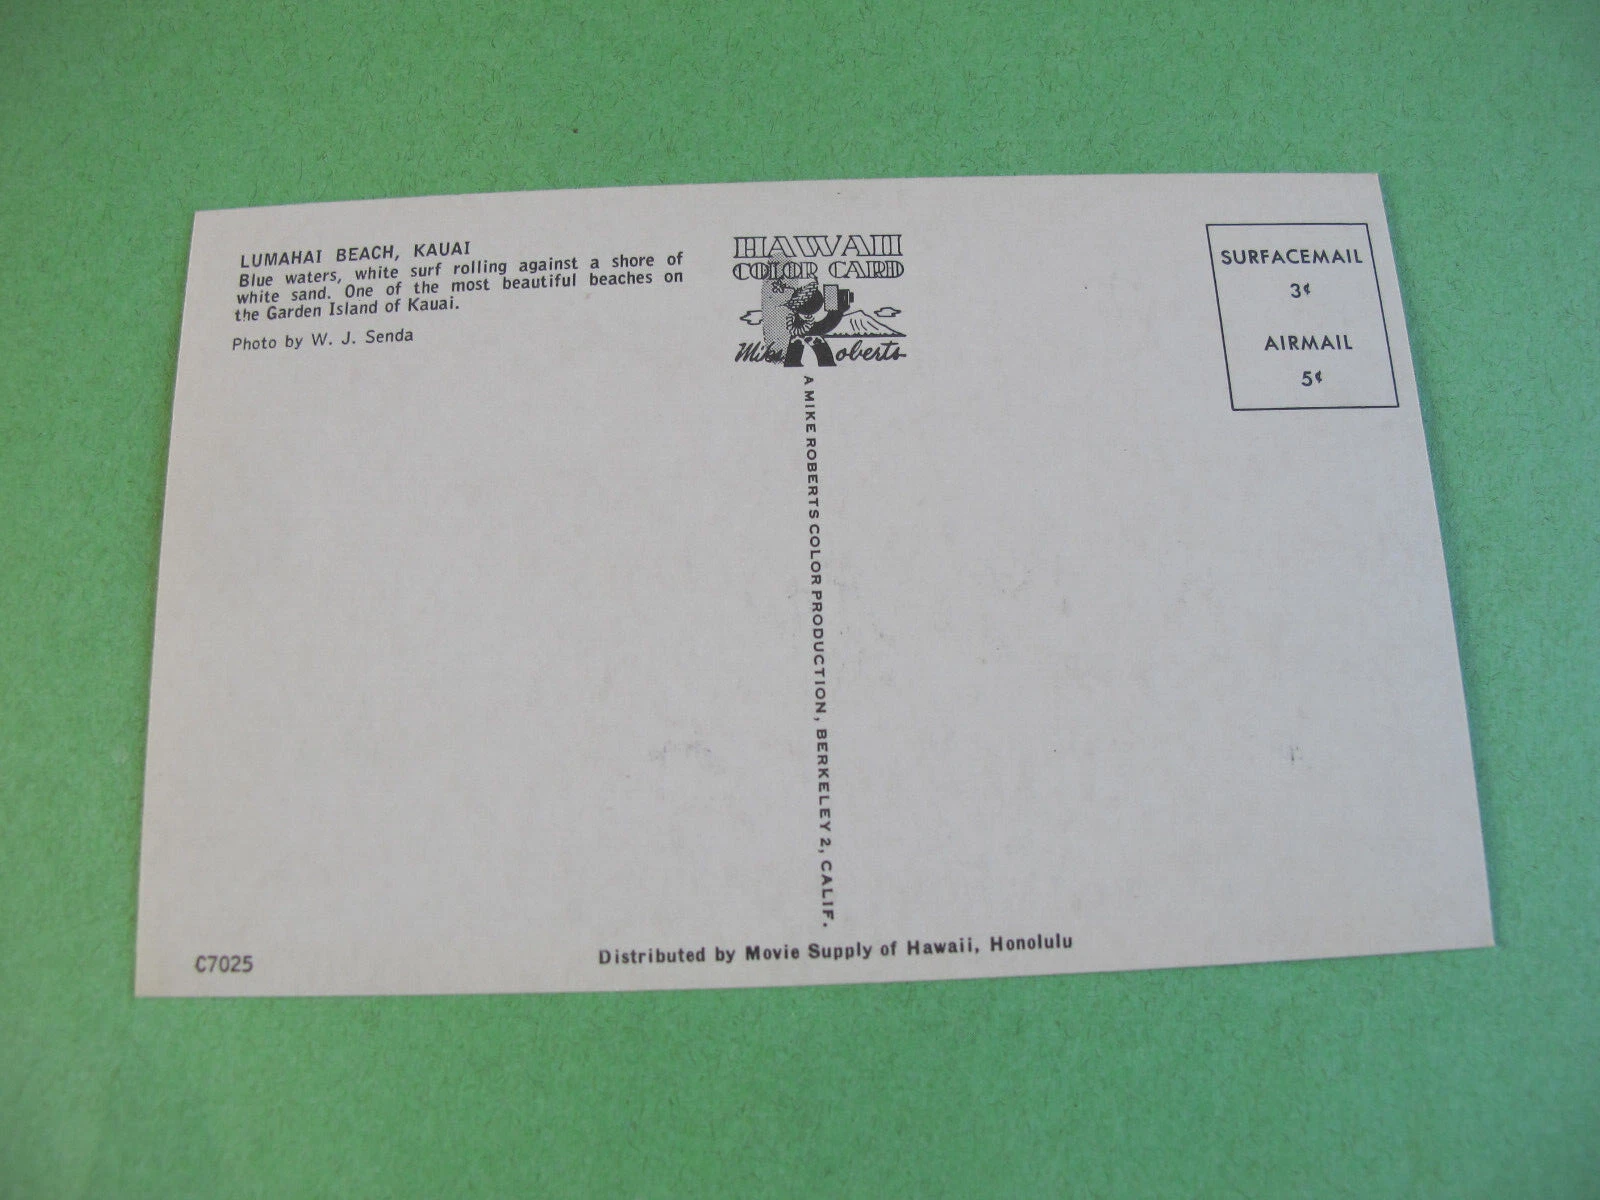 LUMAHAI BEACH, KAUAI
Blue waters, white surf rolling against a shore of
white sand. One of the most beautiful beaches on
the Garden Island of Kauai.
Photo by W. J. Senda
HAWAII
COLOR CARD
Mike Roberts
A MIKE ROBERTS COLOR PRODUCTION, BERKELEY 2, CALIF.
SURFACEMAIL
3¢
AIRMAIL
5¢
C7025
Distributed by Movie Supply of Hawaii, Honolulu